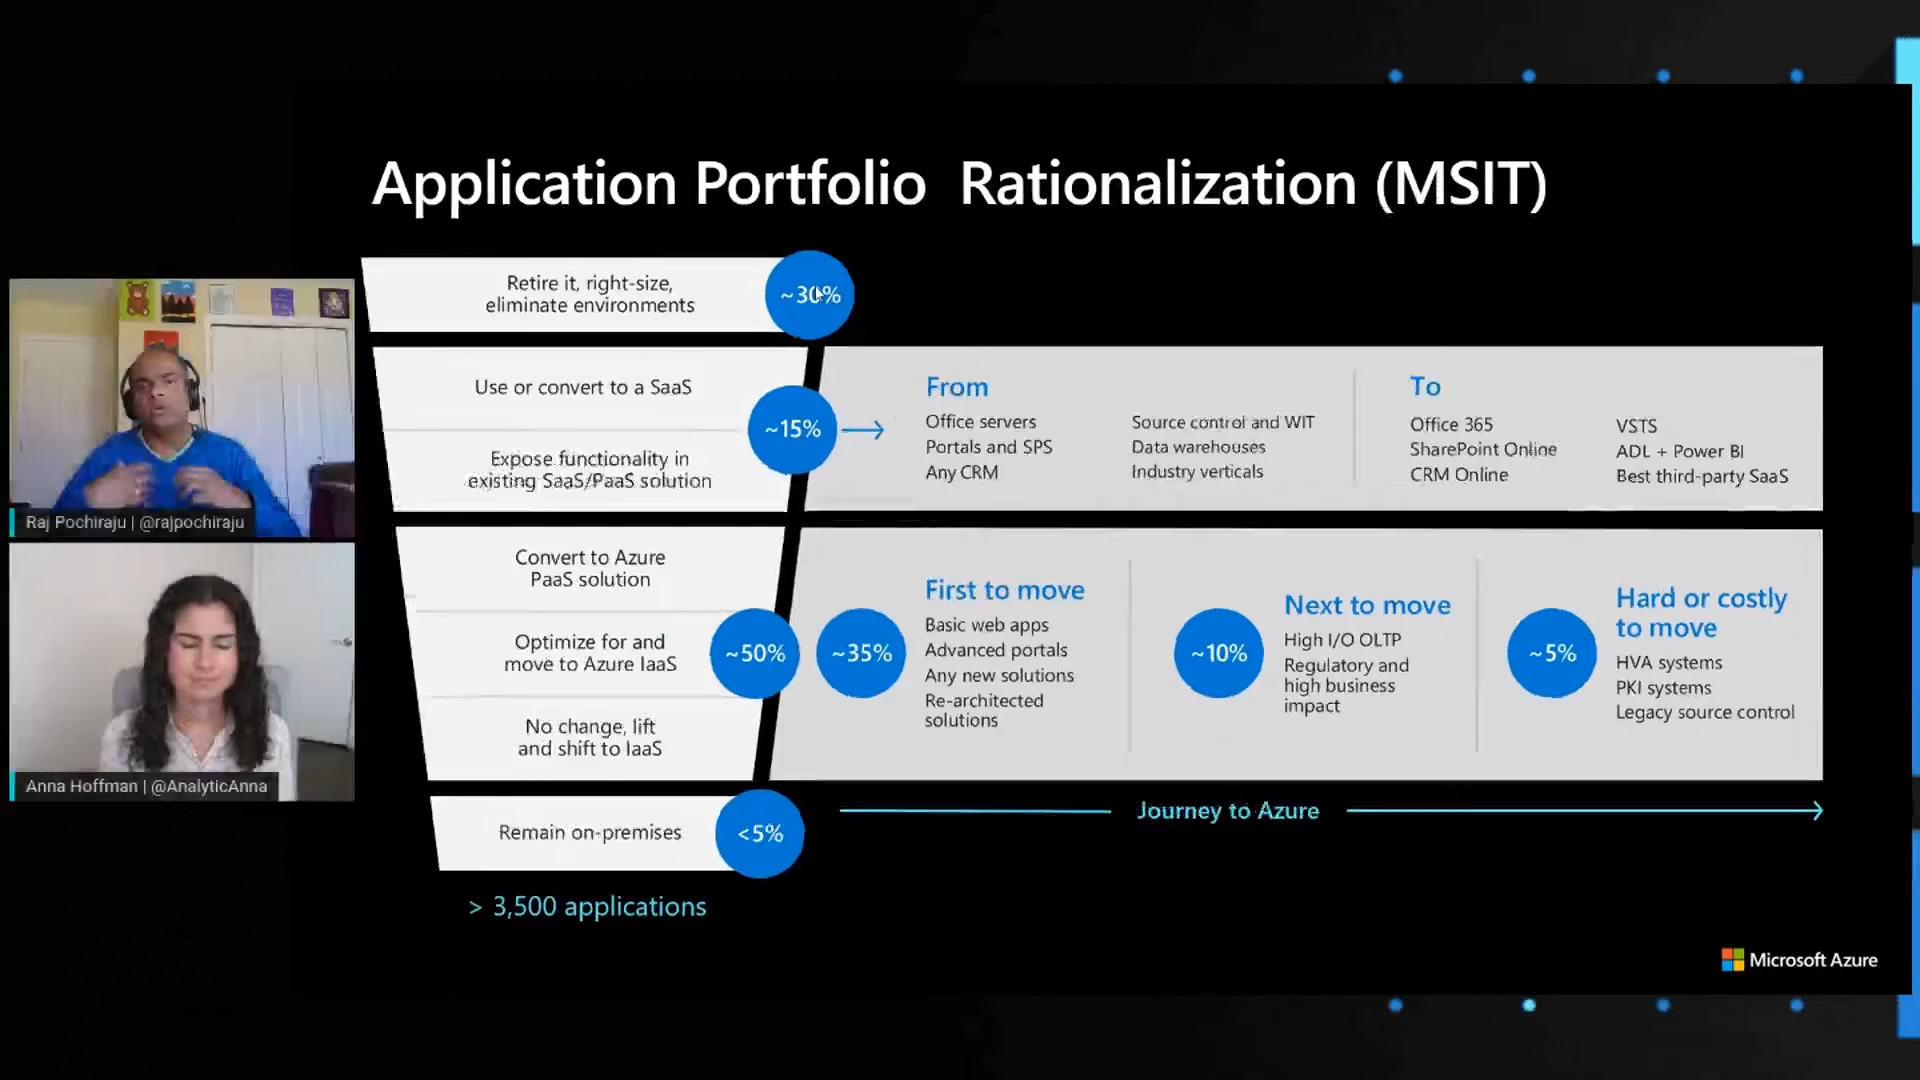 Application Portfolio Rationalization (MSIT)
Retire it, right-size,
eliminate environments
~30%
Use or convert to a SaaS
Expose functionality in
existing SaaS/PaaS solution
~15%
From
Office servers
Portals and SPS
Any CRM
Source control and WIT
Data warehouses
Industry verticals
To
Office 365
SharePoint Online
CRM Online
VSTS
ADL + Power BI
Best third-party SaaS
Convert to Azure
PaaS solution
Optimize for and
move to Azure IaaS
No change, lift
and shift to IaaS
~50%
~35%
First to move
Basic web apps
Advanced portals
Any new solutions
Re-architected
solutions
~10%
Next to move
High I/O OLTP
Regulatory and
high business
impact
~5%
Hard or costly
to move
HVA systems
PKI systems
Legacy source control
Remain on-premises
<5%
Journey to Azure
> 3,500 applications
Raj Pochiraju | @rajpochiraju
Anna Hoffman | @AnalyticAnna
Microsoft Azure